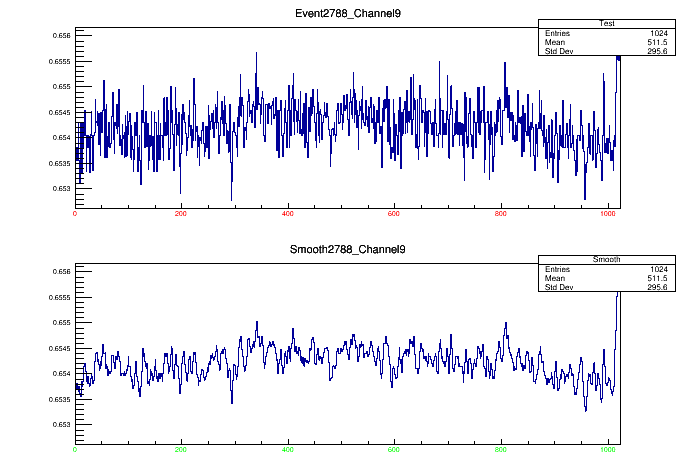 Event2788_Channel9
Test
Entries 1024
Mean 511.5
Std Dev 295.6
0.656
0.6555
0.655
0.6545
0.654
0.6535
0.653
0 200 400 600 800 1000
Smooth2788_Channel9
Smooth
Entries 1024
Mean 511.5
Std Dev 295.6
0.656
0.6555
0.655
0.6545
0.654
0.6535
0.653
0 200 400 600 800 1000